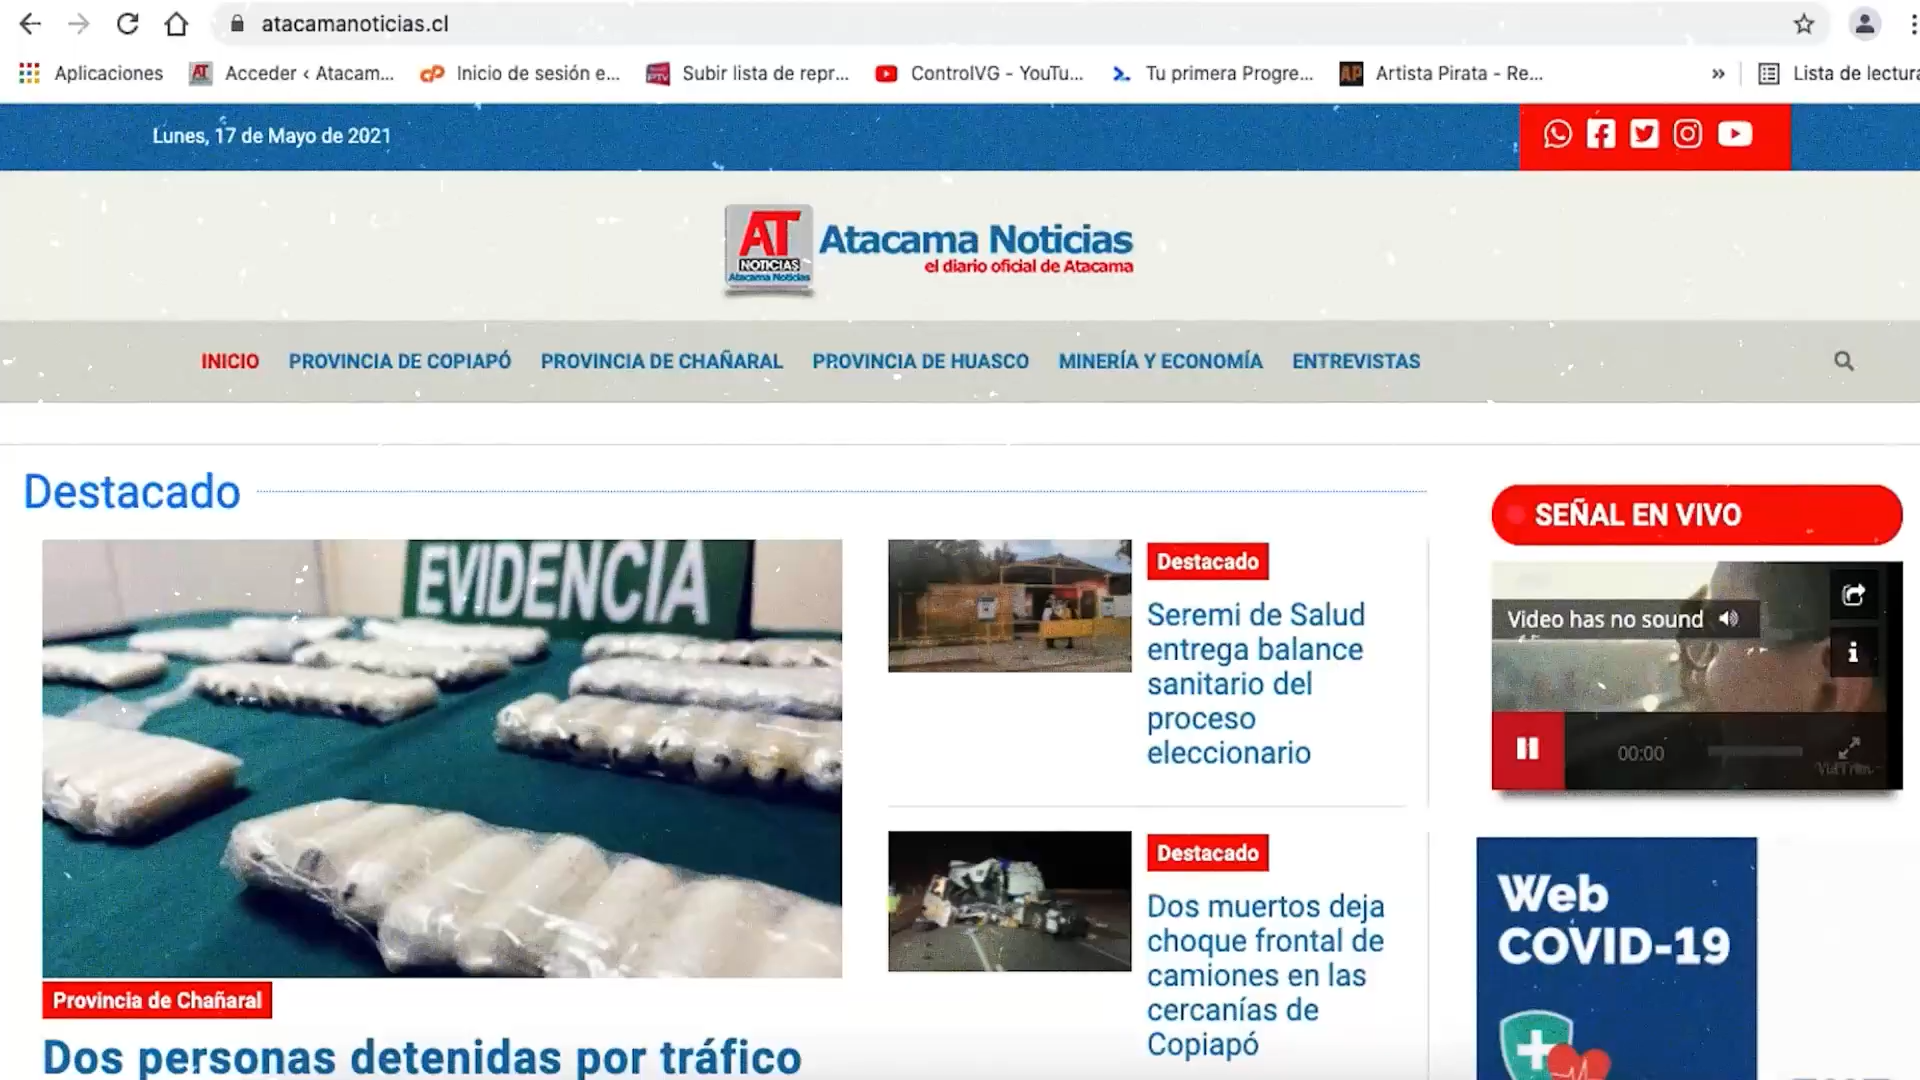 atacamanoticias.cl
Aplicaciones
Acceder ‹ Atacam...
Inicio de sesión e...
Subir lista de repr...
ControlVG - YouTu...
Tu primera Progre...
Artista Pirata - Re...
»
Lista de lectura
Lunes, 17 de Mayo de 2021
AT
NOTICIAS
Atacama Noticias
Atacama Noticias
el diario oficial de Atacama
INICIO
PROVINCIA DE COPIAPÓ
PROVINCIA DE CHAÑARAL
PROVINCIA DE HUASCO
MINERÍA Y ECONOMÍA
ENTREVISTAS
Destacado
EVIDENCIA
Provincia de Chañaral
Dos personas detenidas por tráfico
Destacado
Seremi de Salud
entrega balance
sanitario del
proceso
eleccionario
Destacado
Dos muertos deja
choque frontal de
camiones en las
cercanías de
Copiapó
SEÑAL EN VIVO
Video has no sound
00:00
Web
COVID-19